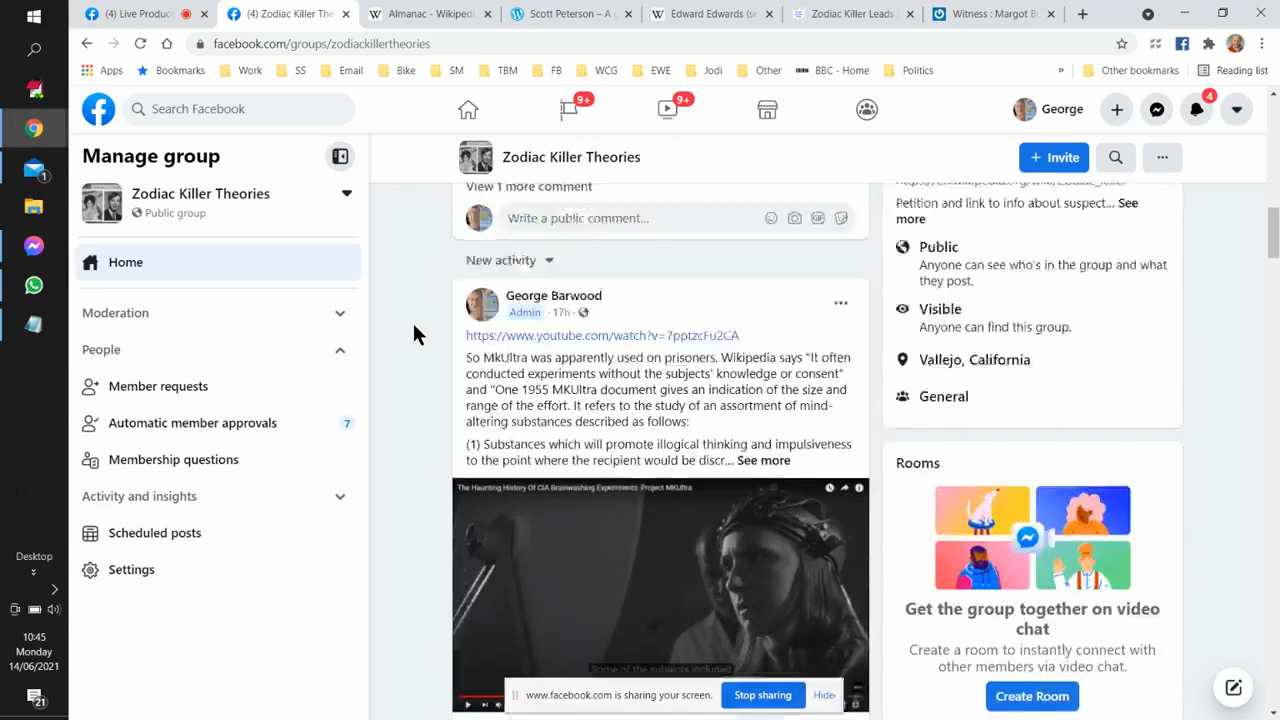 (4) Live Produce
(4) Zodiac Killer The
Almanac - Wikiped
Scott Peterson – A
Edward Edwards (se
Zodiac Killer Leads
Witness : Margot Bu
facebook.com/groups/zodiackillertheories
Apps
Bookmarks
Work
SS
Email
Bike
SM
TBM
FB
WCG
EWE
Jodi
Other
BBC - Home
Politics
»
Other bookmarks
Reading list
Search Facebook
9+
9+
George
4
Manage group
Zodiac Killer Theories
Public group
Home
Moderation
People
Member requests
Automatic member approvals
7
Membership questions
Activity and insights
Scheduled posts
Settings
Zodiac Killer Theories
+ Invite
View 1 more comment
Write a public comment...
GIF
New activity
George Barwood
Admin · 17h ·
https://www.youtube.com/watch?v=7pptzcFu2CA
So MkUltra was apparently used on prisoners. Wikipedia says "It often
conducted experiments without the subjects' knowledge or consent"
and "One 1955 MKUltra document gives an indication of the size and
range of the effort. It refers to the study of an assortment of mind-
altering substances described as follows:
(1) Substances which will promote illogical thinking and impulsiveness
to the point where the recipient would be discr... See more
The Haunting History Of CIA Brainwashing Experiments: Project MKUltra
Some of the subjects included
www.facebook.com is sharing your screen.
Stop sharing
Hide
Petition and link to info about suspect... See
more
Public
Anyone can see who's in the group and what
they post.
Visible
Anyone can find this group.
Vallejo, California
General
Rooms
Get the group together on video
chat
Create a room to instantly connect with
other members via video chat.
Create Room
Desktop
1
10:45
Monday
14/06/2021
21